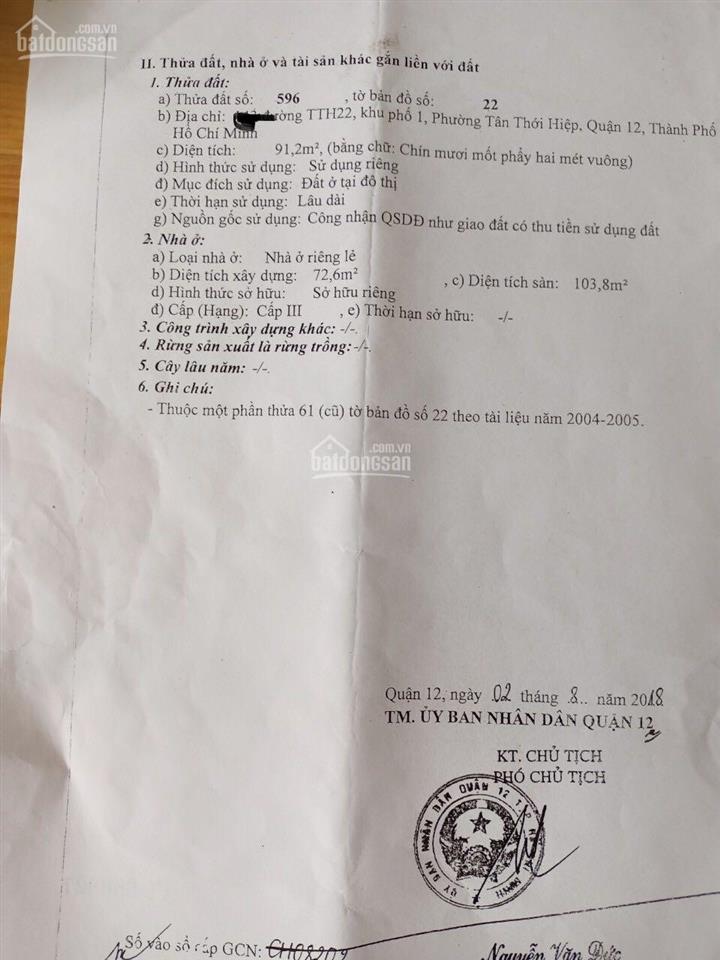 .com.vn
batdongsan
II. Thửa đất, nhà ở và tài sản khác gắn liền với đất
1. Thửa đất:
a) Thửa đất số: 596 , tờ bản đồ số: 22
b) Địa chỉ: đường TTH22, khu phố 1, Phường Tân Thới Hiệp, Quận 12, Thành Phố
Hồ Chí Minh
c) Diện tích: 91,2m², (bằng chữ: Chín mươi mốt phẩy hai mét vuông)
d) Hình thức sử dụng: Sử dụng riêng
đ) Mục đích sử dụng: Đất ở tại đô thị
e) Thời hạn sử dụng: Lâu dài
g) Nguồn gốc sử dụng: Công nhận QSDĐ như giao đất có thu tiền sử dụng đất
2. Nhà ở:
a) Loại nhà ở: Nhà ở riêng lẻ
b) Diện tích xây dựng: 72,6m² , c) Diện tích sàn: 103,8m²
d) Hình thức sở hữu: Sở hữu riêng
đ) Cấp (Hạng): Cấp III , e) Thời hạn sở hữu: -/-
3. Công trình xây dựng khác: -/-.
4. Rừng sản xuất là rừng trồng: -/-.
5. Cây lâu năm: -/-.
6. Ghi chú:
- Thuộc một phần thửa 61 (cũ) tờ bản đồ số 22 theo tài liệu năm 2004-2005.
.com.vn
batdongsan
Quận 12, ngày 02 tháng 8.. năm 2018
TM. ỦY BAN NHÂN DÂN QUẬN 12
KT. CHỦ TỊCH
PHÓ CHỦ TỊCH
ỦY BAN NHÂN DÂN QUẬN 12 T.P HỒ CHÍ MINH
Số vào sổ cấp GCN:
Nguyễn Văn Đức